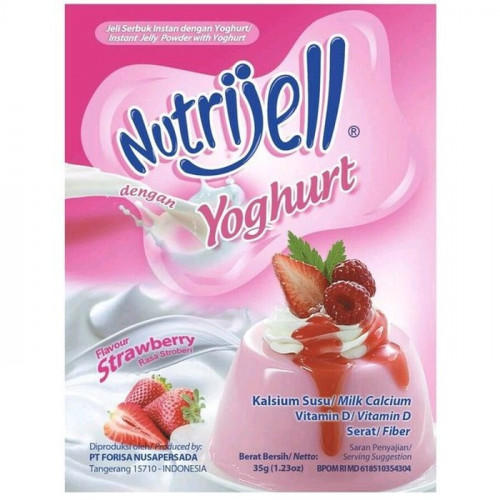 Jeli Serbuk Instan dengan Yoghurt/
Instant Jelly Powder with Yoghurt
Nutrijell®
dengan
Yoghurt
Flavour
Strawberry
Rasa Stroberi
Kalsium Susu/ Milk Calcium
Vitamin D/ Vitamin D
Serat/ Fiber
Diproduksi oleh/ Produced by:
PT FORISA NUSAPERSADA
Tangerang 15710 - INDONESIA
Berat Bersih/ Netto:
35g (1.23oz)
Saran Penyajian/
Serving Suggestion
BPOM RI MD 618510354304